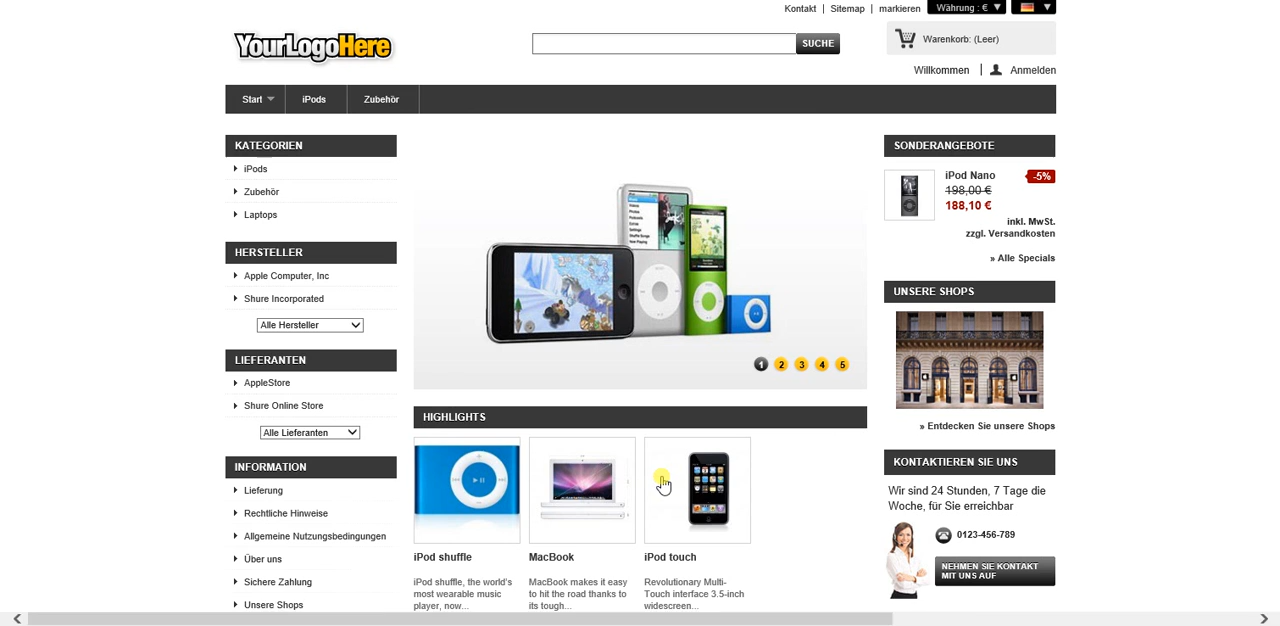 Kontakt | Sitemap | markieren
Währung : €
YourLogoHere
SUCHE
Warenkorb: (Leer)
Willkommen | Anmelden
Start
iPods
Zubehör
KATEGORIEN
iPods
Zubehör
Laptops
HERSTELLER
Apple Computer, Inc
Shure Incorporated
Alle Hersteller
LIEFERANTEN
AppleStore
Shure Online Store
Alle Lieferanten
INFORMATION
Lieferung
Rechtliche Hinweise
Allgemeine Nutzungsbedingungen
Über uns
Sichere Zahlung
Unsere Shops
1 2 3 4 5
HIGHLIGHTS
iPod shuffle
iPod shuffle, the world's
most wearable music
player, now...
MacBook
MacBook makes it easy
to hit the road thanks to
its tough...
iPod touch
Revolutionary Multi-
Touch interface 3.5-inch
widescreen...
SONDERANGEBOTE
iPod Nano
-5%
198,00 €
188,10 €
inkl. MwSt.
zzgl. Versandkosten
» Alle Specials
UNSERE SHOPS
» Entdecken Sie unsere Shops
KONTAKTIEREN SIE UNS
Wir sind 24 Stunden, 7 Tage die
Woche, für Sie erreichbar
0123-456-789
NEHMEN SIE KONTAKT
MIT UNS AUF